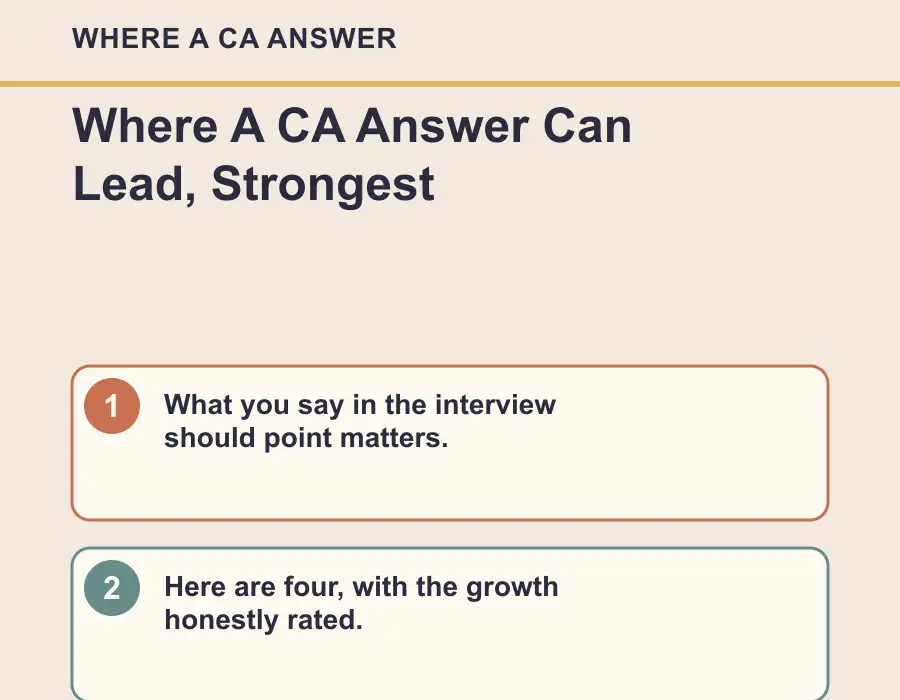 WHERE A CA ANSWER
Where A CA Answer Can
Lead, Strongest
1
What you say in the interview
should point matters.
2
Here are four, with the growth
honestly rated.